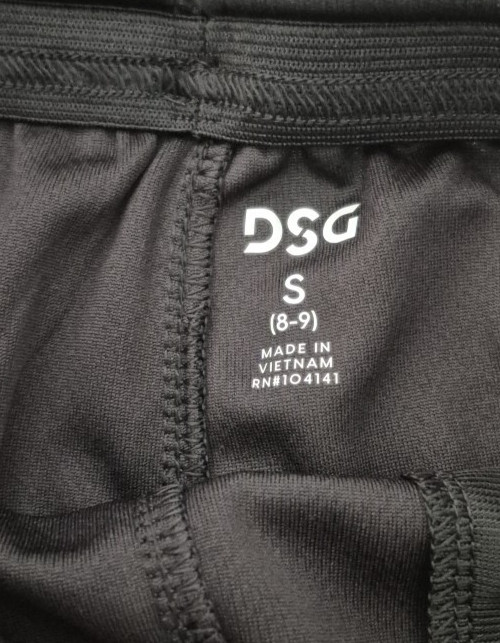 DSG
S
(8-9)
MADE IN
VIETNAM
RN#104141